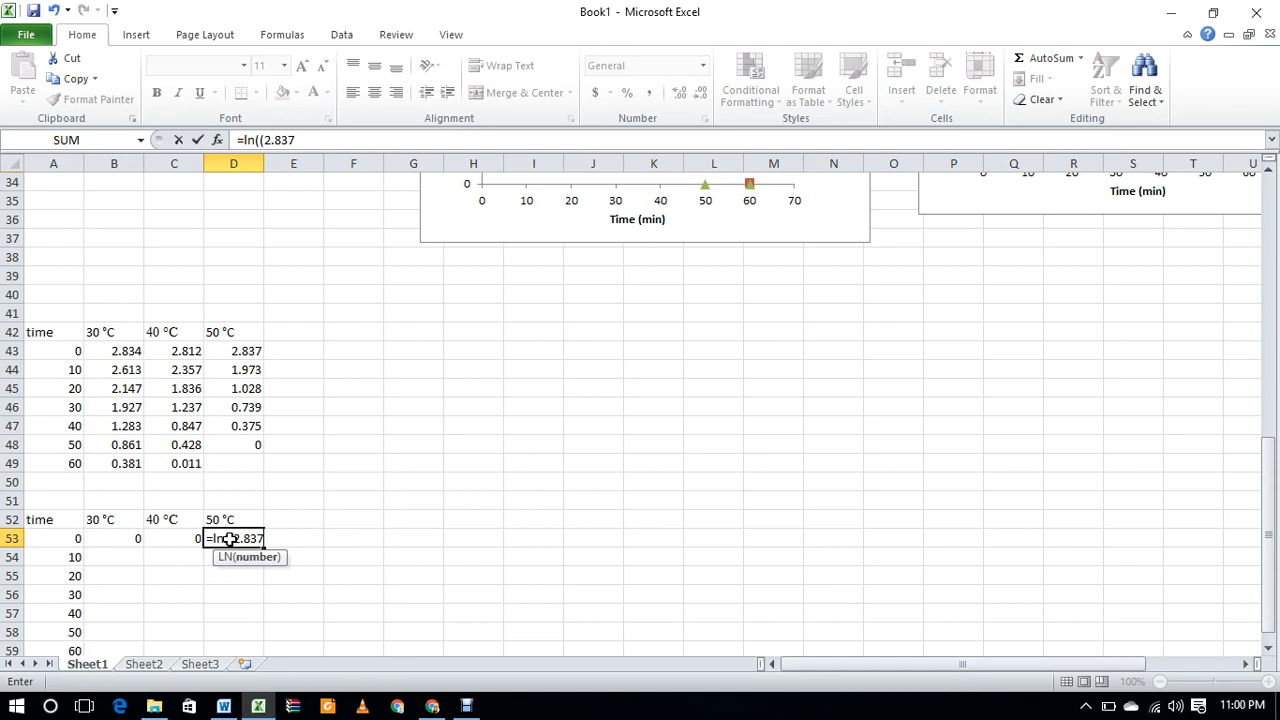 Book1 - Microsoft Excel
File Home Insert Page Layout Formulas Data Review View
Paste
Cut
Copy
Format Painter
Clipboard
11
B I U
Font
Wrap Text
Merge & Center
Alignment
General
$ % ,
Number
Conditional Formatting
Format as Table
Cell Styles
Styles
Insert
Delete
Format
Cells
AutoSum
Fill
Clear
Sort & Filter
Find & Select
Editing
SUM fx =ln((2.837
A B C D E F G H I J K L M N O P Q R S T U
34 0
35 0 10 20 30 40 50 60 70
Time (min)
0 10 20 30 40 50 60
Time (min)
36
37
38
39
40
41
42 time 30 °C 40 °C 50 °C
43 0 2.834 2.812 2.837
44 10 2.613 2.357 1.973
45 20 2.147 1.836 1.028
46 30 1.927 1.237 0.739
47 40 1.283 0.847 0.375
48 50 0.861 0.428 0
49 60 0.381 0.011
50
51
52 time 30 °C 40 °C 50 °C
53 0 0 0 =ln((2.837
LN(number)
54 10
55 20
56 30
57 40
58 50
59 60
Sheet1 Sheet2 Sheet3
Enter 100%
11:00 PM